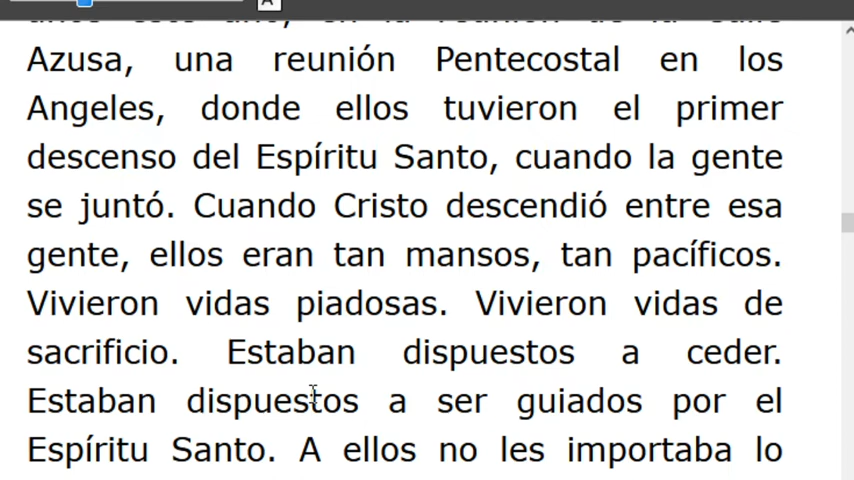 Azusa, una reunión Pentecostal en los
Angeles, donde ellos tuvieron el primer
descenso del Espíritu Santo, cuando la gente
se juntó. Cuando Cristo descendió entre esa
gente, ellos eran tan mansos, tan pacíficos.
Vivieron vidas piadosas. Vivieron vidas de
sacrificio. Estaban dispuestos a ceder.
Estaban dispuestos a ser guiados por el
Espíritu Santo. A ellos no les importaba lo